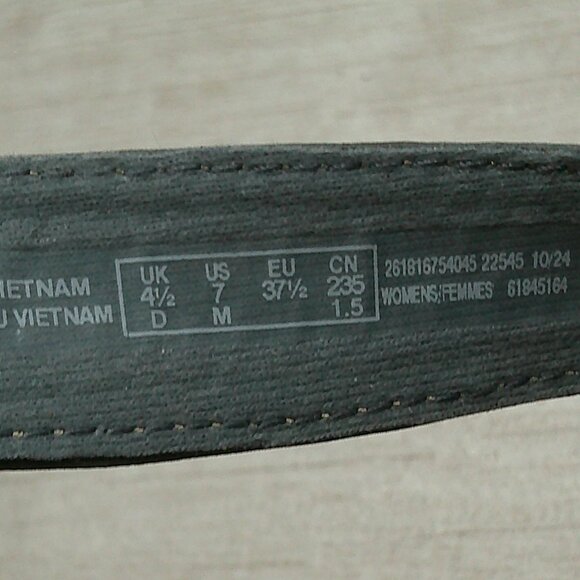 VIETNAM
VIETNAM
UK US EU CN
4½ 7 37½ 235
D M 1.5
261816754045 22545 10/24
WOMENS/FEMMES 61845164